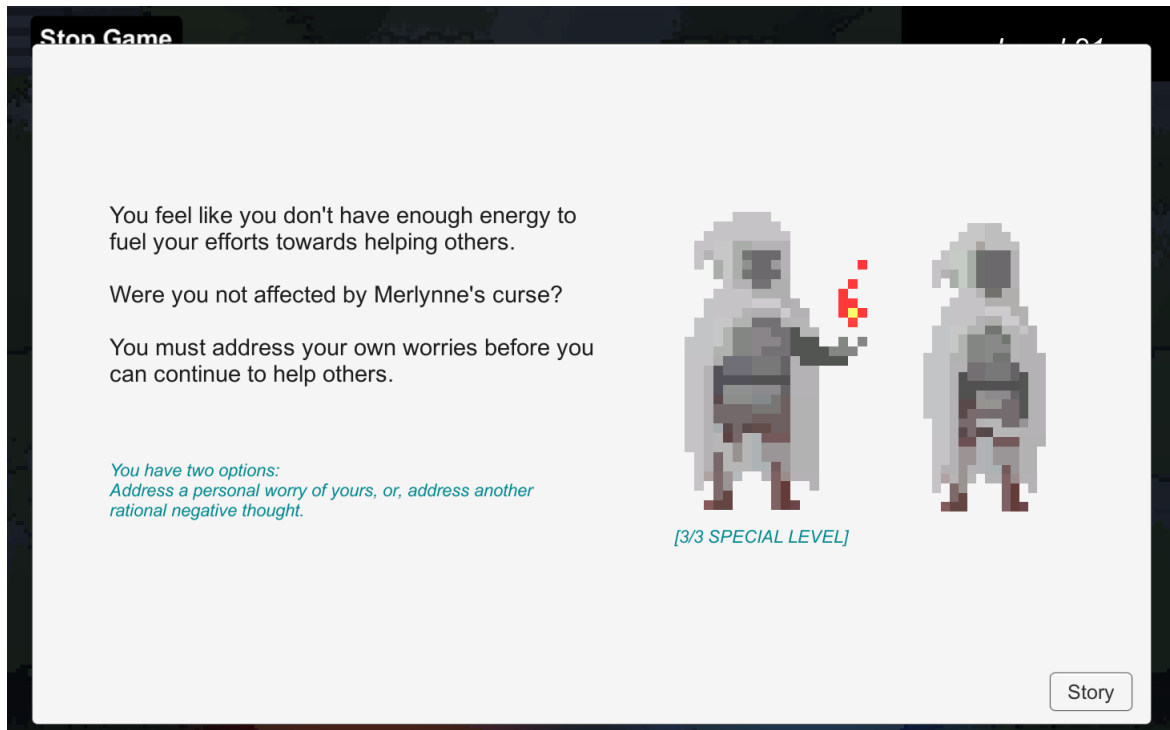 Stop Game
You feel like you don't have enough energy to
fuel your efforts towards helping others.
Were you not affected by Merlynne's curse?
You must address your own worries before you
can continue to help others.
You have two options:
Address a personal worry of yours, or, address another
rational negative thought.
[3/3 SPECIAL LEVEL]
Story